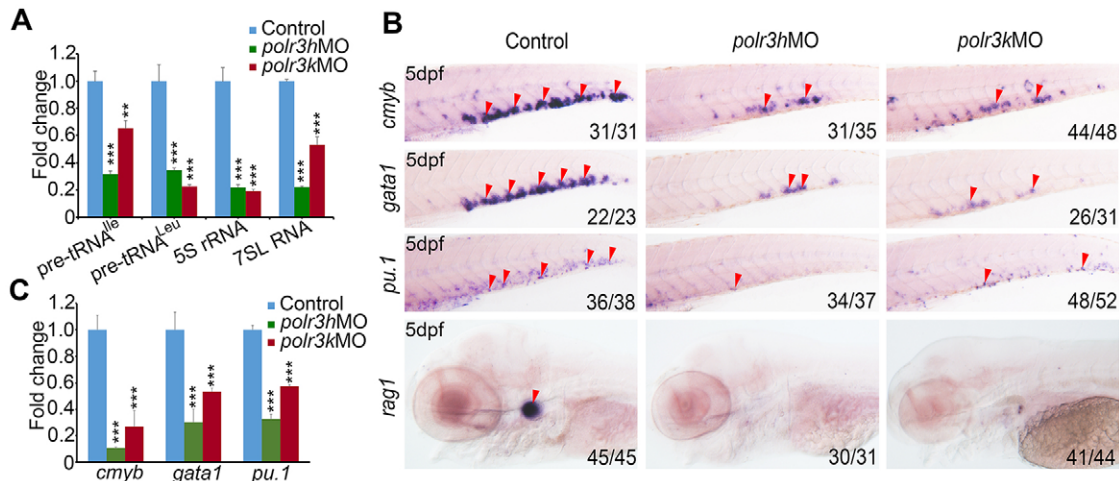 A
Control
polr3hMO
polr3kMO
Fold change
1.2
1.0
0.8
0.6
0.4
0.2
0
***
**
***
***
***
***
***
***
pre-tRNAIle
pre-tRNALeu
5S rRNA
7SL RNA
C
Control
polr3hMO
polr3kMO
Fold change
1.2
1.0
0.8
0.6
0.4
0.2
0
***
***
***
***
***
***
cmyb
gata1
pu.1
B
Control
polr3hMO
polr3kMO
cmyb
5dpf
31/31
31/35
44/48
gata1
5dpf
22/23
26/31
pu.1
5dpf
36/38
34/37
48/52
rag1
5dpf
45/45
30/31
41/44